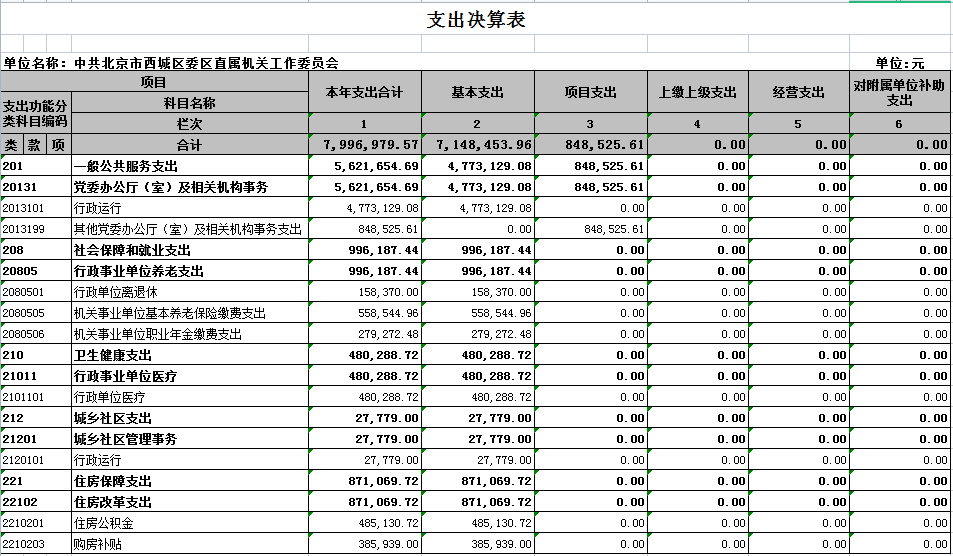 支出决算表
单位名称：中共北京市西城区委区直属机关工作委员会 单位:元
项目 本年支出合计 基本支出 项目支出 上缴上级支出 经营支出 对附属单位补助支出
支出功能分类科目编码 科目名称
栏次 1 2 3 4 5 6
类 款 项 合计 7,996,979.57 7,148,453.96 848,525.61 0.00 0.00 0.00
201 一般公共服务支出 5,621,654.69 4,773,129.08 848,525.61 0.00 0.00 0.00
20131 党委办公厅（室）及相关机构事务 5,621,654.69 4,773,129.08 848,525.61 0.00 0.00 0.00
2013101 行政运行 4,773,129.08 4,773,129.08 0.00 0.00 0.00 0.00
2013199 其他党委办公厅（室）及相关机构事务支出 848,525.61 0.00 848,525.61 0.00 0.00 0.00
208 社会保障和就业支出 996,187.44 996,187.44 0.00 0.00 0.00 0.00
20805 行政事业单位养老支出 996,187.44 996,187.44 0.00 0.00 0.00 0.00
2080501 行政单位离退休 158,370.00 158,370.00 0.00 0.00 0.00 0.00
2080505 机关事业单位基本养老保险缴费支出 558,544.96 558,544.96 0.00 0.00 0.00 0.00
2080506 机关事业单位职业年金缴费支出 279,272.48 279,272.48 0.00 0.00 0.00 0.00
210 卫生健康支出 480,288.72 480,288.72 0.00 0.00 0.00 0.00
21011 行政事业单位医疗 480,288.72 480,288.72 0.00 0.00 0.00 0.00
2101101 行政单位医疗 480,288.72 480,288.72 0.00 0.00 0.00 0.00
212 城乡社区支出 27,779.00 27,779.00 0.00 0.00 0.00 0.00
21201 城乡社区管理事务 27,779.00 27,779.00 0.00 0.00 0.00 0.00
2120101 行政运行 27,779.00 27,779.00 0.00 0.00 0.00 0.00
221 住房保障支出 871,069.72 871,069.72 0.00 0.00 0.00 0.00
22102 住房改革支出 871,069.72 871,069.72 0.00 0.00 0.00 0.00
2210201 住房公积金 485,130.72 485,130.72 0.00 0.00 0.00 0.00
2210203 购房补贴 385,939.00 385,939.00 0.00 0.00 0.00 0.00